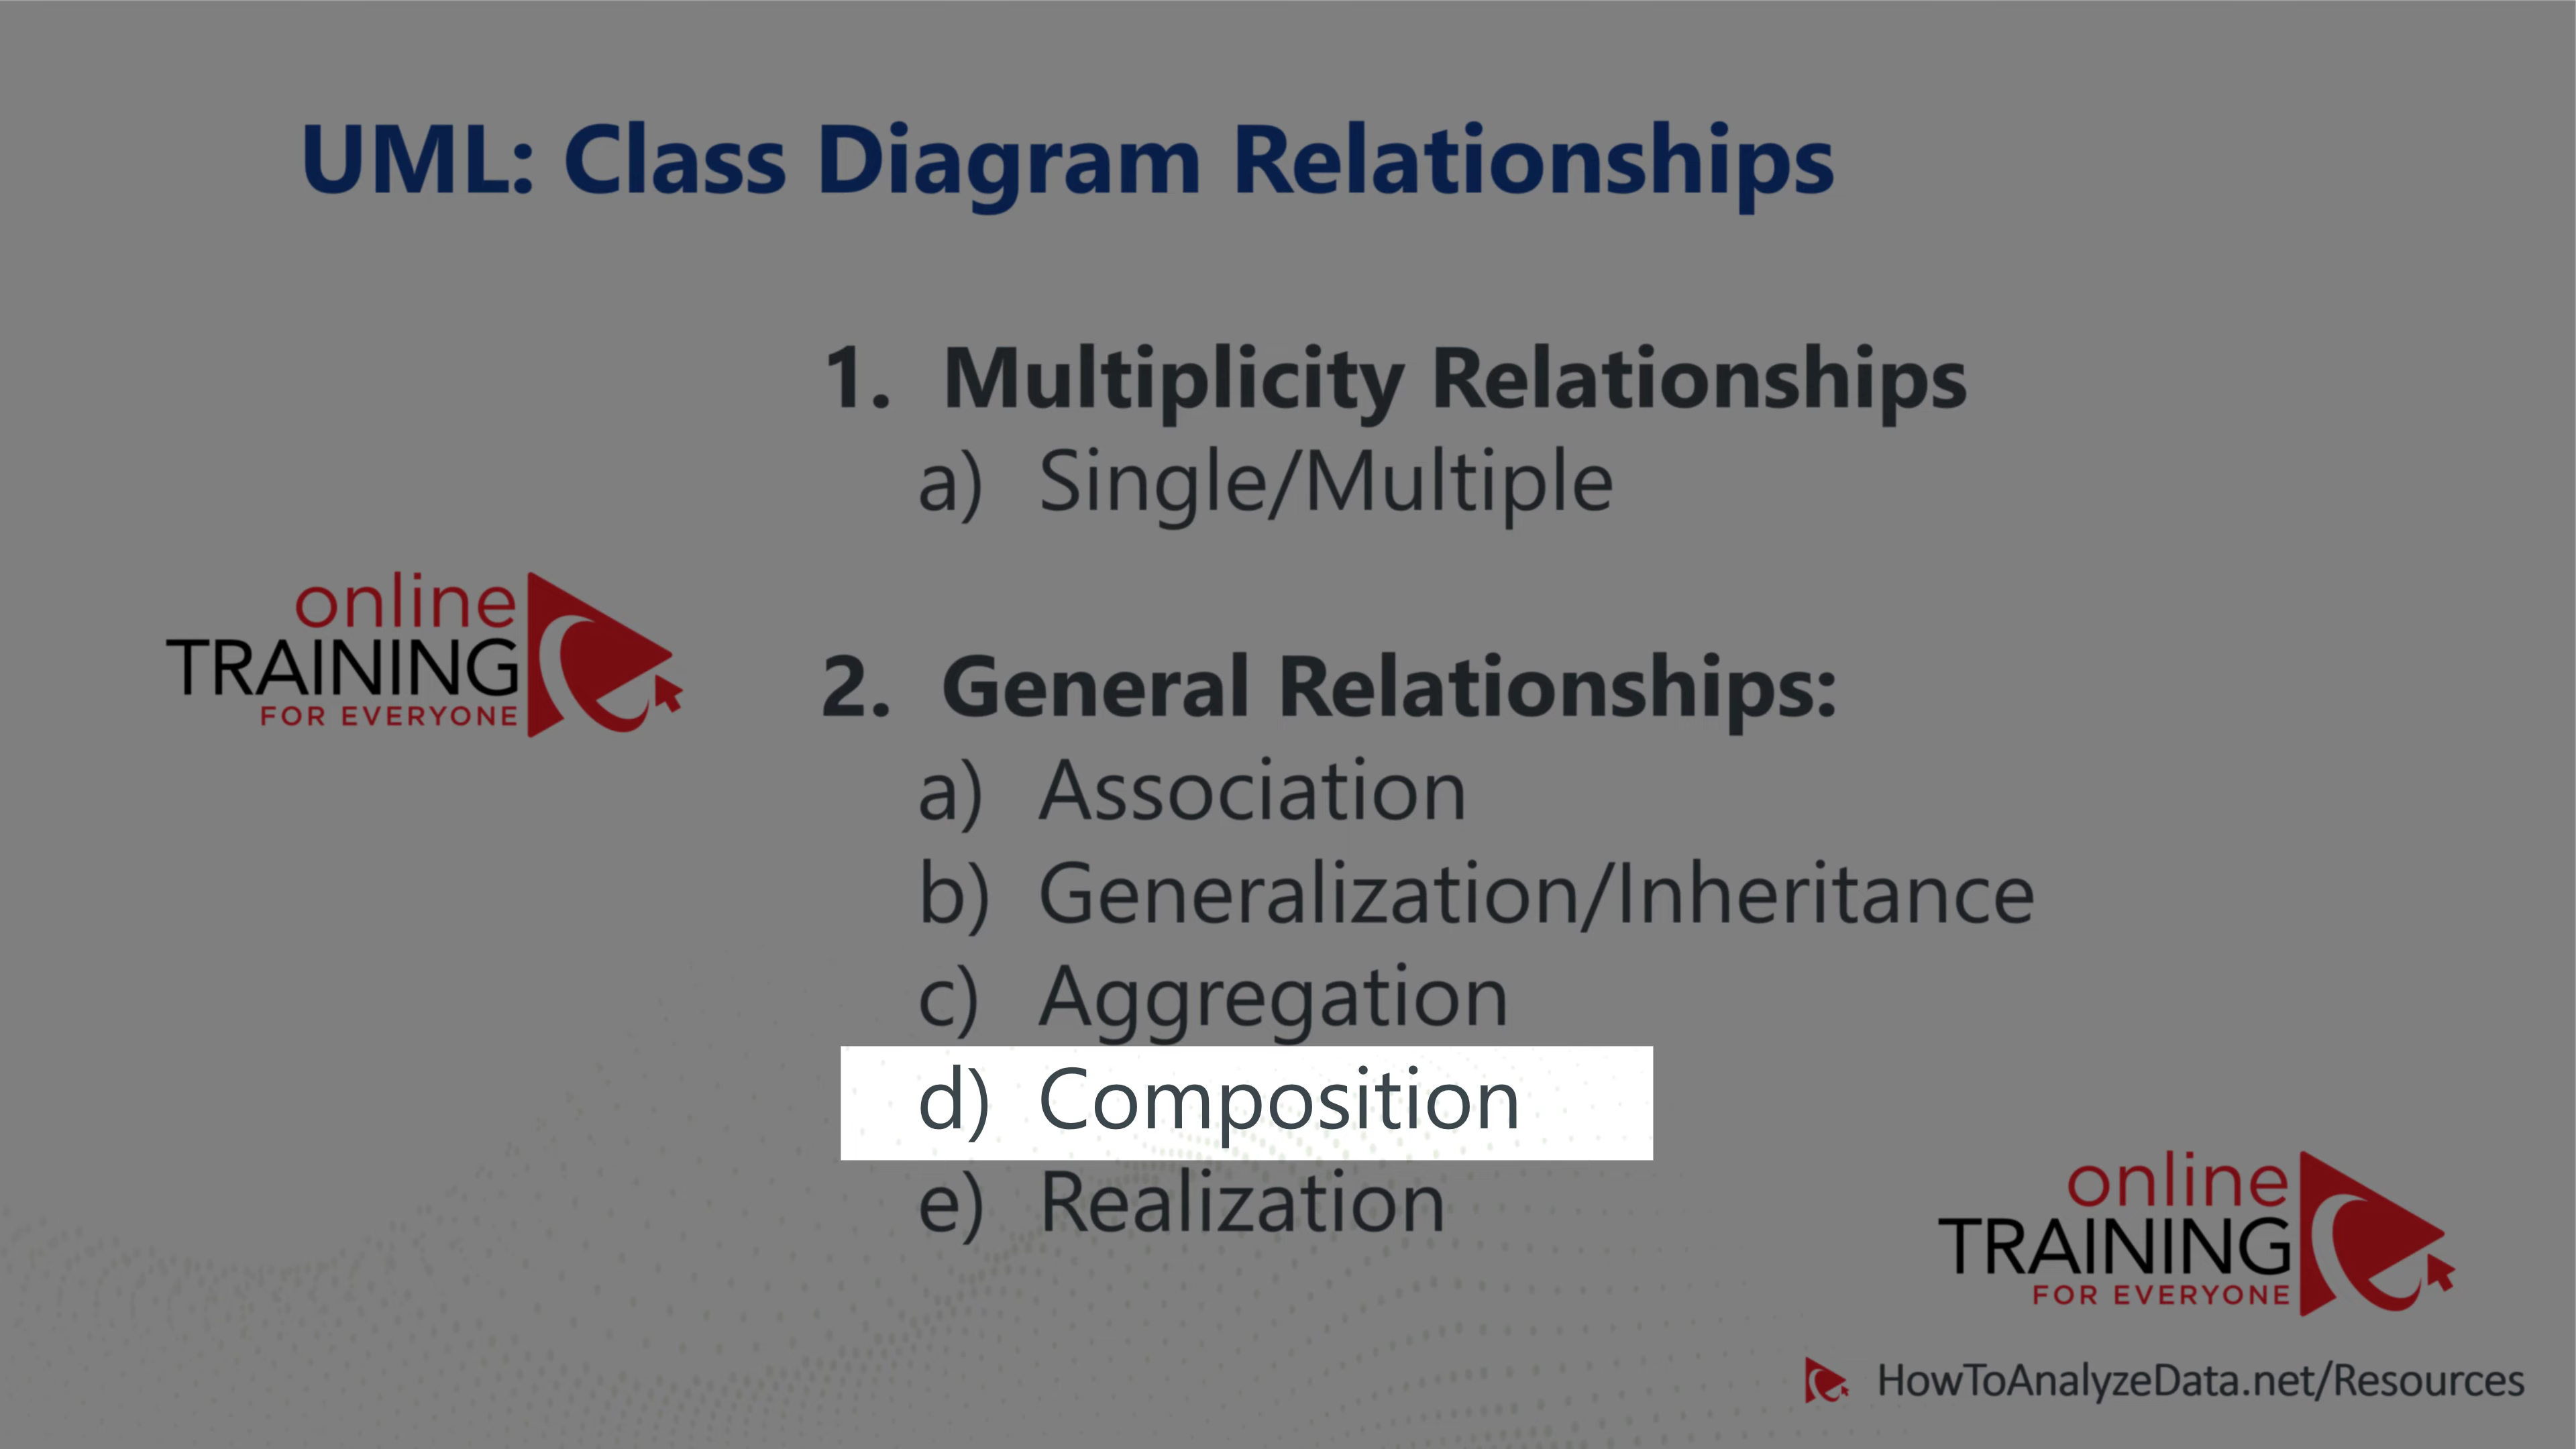 UML: Class Diagram Relationships
1. Multiplicity Relationships
a) Single/Multiple
online
TRAINING
FOR EVERYONE
2. General Relationships:
a) Association
b) Generalization/Inheritance
c) Aggregation
d) Composition
e) Realization
online
TRAINING
FOR EVERYONE
HowToAnalyzeData.net/Resources